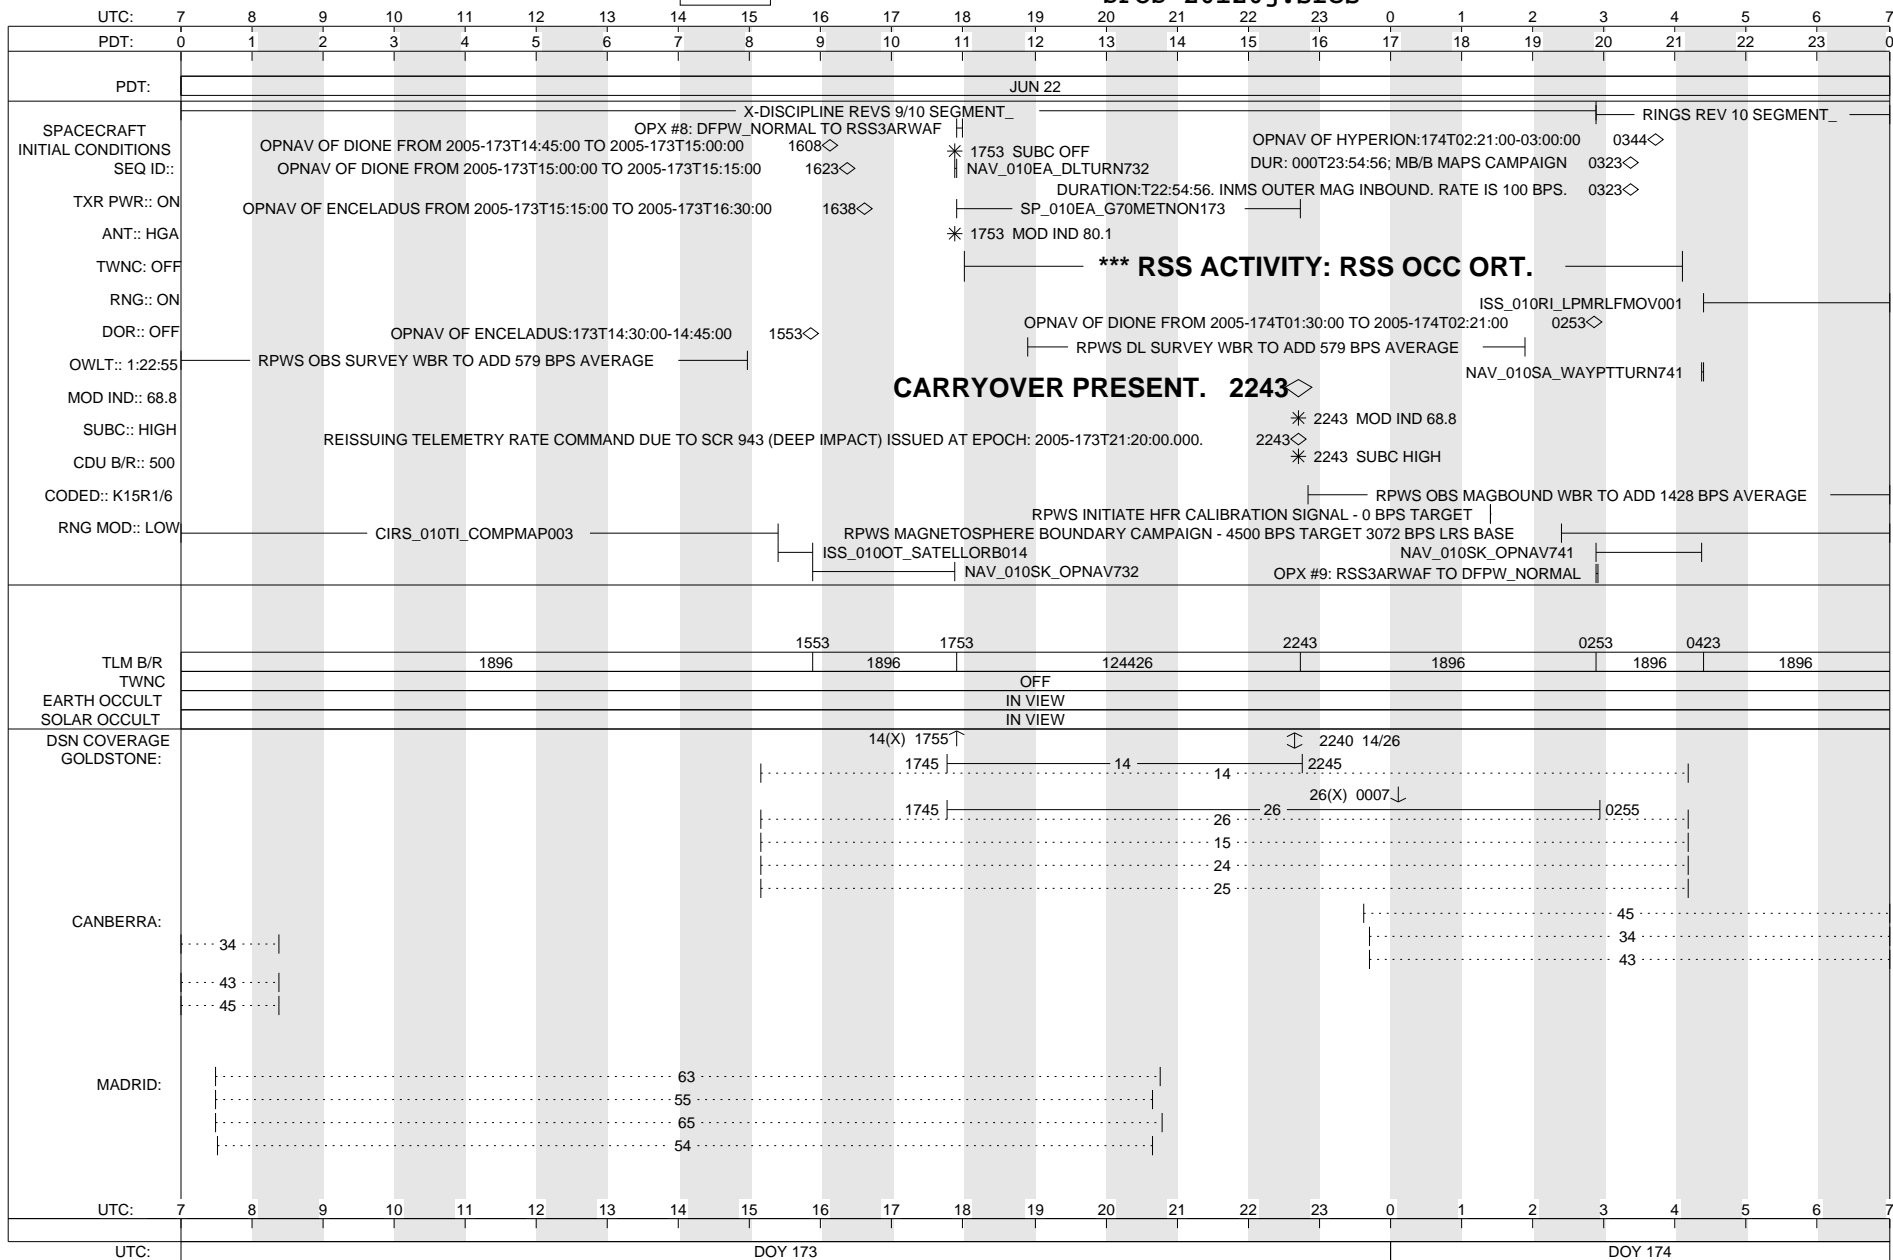 UTC: 7 8 9 10 11 12 13 14 15 16 17 18 19 20 21 22 23 0 1 2 3 4 5 6 7
PDT: 0 1 2 3 4 5 6 7 8 9 10 11 12 13 14 15 16 17 18 19 20 21 22 23 0
PDT: JUN 22
X-DISCIPLINE REVS 9/10 SEGMENT_
RINGS REV 10 SEGMENT_
SPACECRAFT
INITIAL CONDITIONS
OPX #8: DFPW_NORMAL TO RSS3ARWAF
OPNAV OF DIONE FROM 2005-173T14:45:00 TO 2005-173T15:00:00 1608
1753 SUBC OFF
OPNAV OF HYPERION:174T02:21:00-03:00:00 0344
SEQ ID::
OPNAV OF DIONE FROM 2005-173T15:00:00 TO 2005-173T15:15:00 1623
NAV_010EA_DLTURN732
DUR: 000T23:54:56; MB/B MAPS CAMPAIGN 0323
DURATION:T22:54:56. INMS OUTER MAG INBOUND. RATE IS 100 BPS. 0323
TXR PWR:: ON
OPNAV OF ENCELADUS FROM 2005-173T15:15:00 TO 2005-173T16:30:00 1638
SP_010EA_G70METNON173
ANT:: HGA
1753 MOD IND 80.1
TWNC: OFF
*** RSS ACTIVITY: RSS OCC ORT.
RNG:: ON
ISS_010RI_LPMRLFMOV001
DOR:: OFF
OPNAV OF ENCELADUS:173T14:30:00-14:45:00 1553
OPNAV OF DIONE FROM 2005-174T01:30:00 TO 2005-174T02:21:00 0253
OWLT:: 1:22:55
RPWS OBS SURVEY WBR TO ADD 579 BPS AVERAGE
RPWS DL SURVEY WBR TO ADD 579 BPS AVERAGE
NAV_010SA_WAYPTTURN741
CARRYOVER PRESENT. 2243
MOD IND:: 68.8
2243 MOD IND 68.8
SUBC:: HIGH
REISSUING TELEMETRY RATE COMMAND DUE TO SCR 943 (DEEP IMPACT) ISSUED AT EPOCH: 2005-173T21:20:00.000. 2243
2243 SUBC HIGH
CDU B/R:: 500
CODED:: K15R1/6
RPWS OBS MAGBOUND WBR TO ADD 1428 BPS AVERAGE
RPWS INITIATE HFR CALIBRATION SIGNAL - 0 BPS TARGET
RNG MOD:: LOW
CIRS_010TI_COMPMAP003
RPWS MAGNETOSPHERE BOUNDARY CAMPAIGN - 4500 BPS TARGET 3072 BPS LRS BASE
ISS_010OT_SATELLORB014
NAV_010SK_OPNAV741
NAV_010SK_OPNAV732
OPX #9: RSS3ARWAF TO DFPW_NORMAL
1553 1753 2243 0253 0423
TLM B/R 1896 1896 124426 1896 1896 1896
TWNC OFF
EARTH OCCULT IN VIEW
SOLAR OCCULT IN VIEW
DSN COVERAGE
14(X) 1755
2240 14/26
GOLDSTONE:
1745 14 2245
14
26(X) 0007
1745 26 0255
26
15
24
25
CANBERRA:
45
34 34
43
43
45
MADRID:
63
55
65
54
UTC: 7 8 9 10 11 12 13 14 15 16 17 18 19 20 21 22 23 0 1 2 3 4 5 6 7
UTC: DOY 173 DOY 174